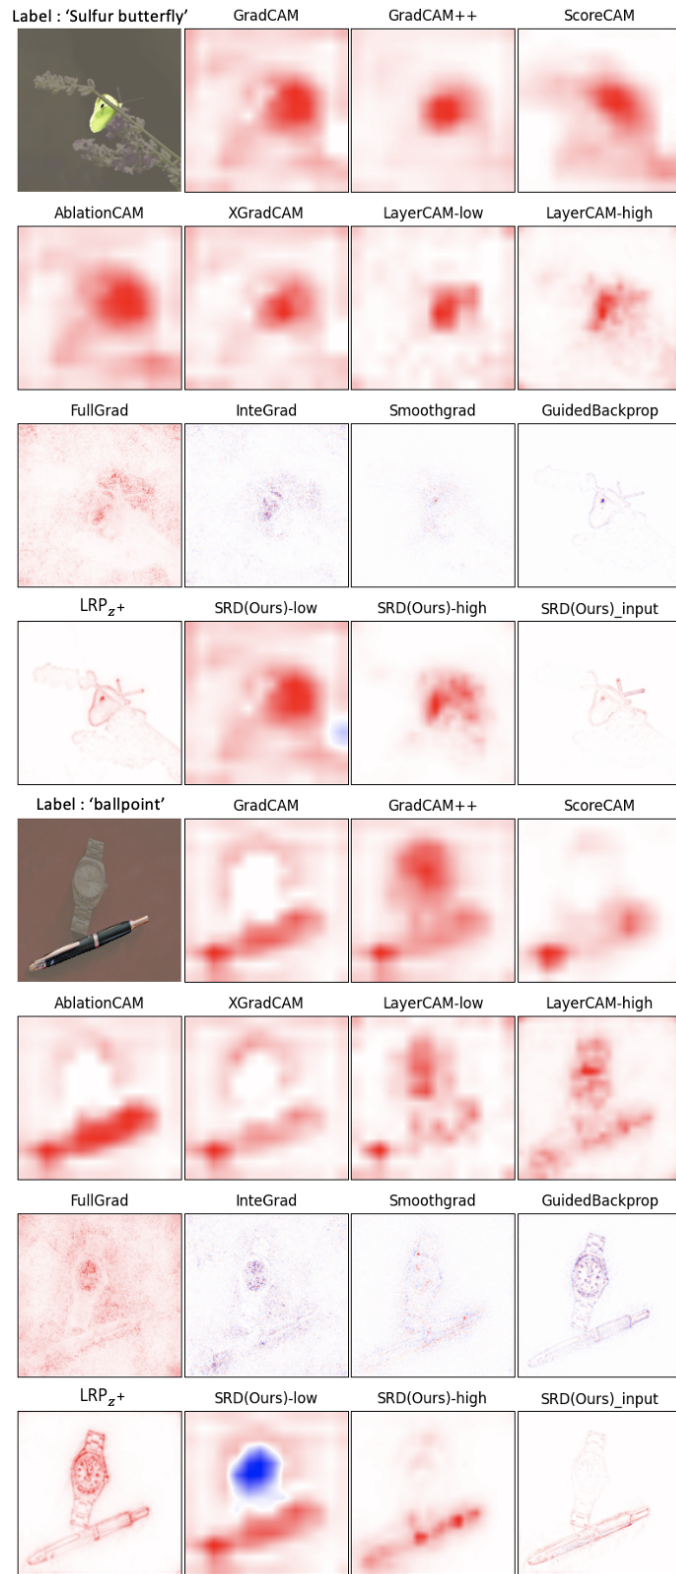 Label : ‘Sulfur butterfly’ GradCAM GradCAM++ ScoreCAM
AblationCAM XGradCAM LayerCAM-low LayerCAM-high
FullGrad InteGrad Smoothgrad GuidedBackprop
LRPz+ SRD(Ours)-low SRD(Ours)-high SRD(Ours)_input
Label : ‘ballpoint’ GradCAM GradCAM++ ScoreCAM
AblationCAM XGradCAM LayerCAM-low LayerCAM-high
FullGrad InteGrad Smoothgrad GuidedBackprop
LRPz+ SRD(Ours)-low SRD(Ours)-high SRD(Ours)_input